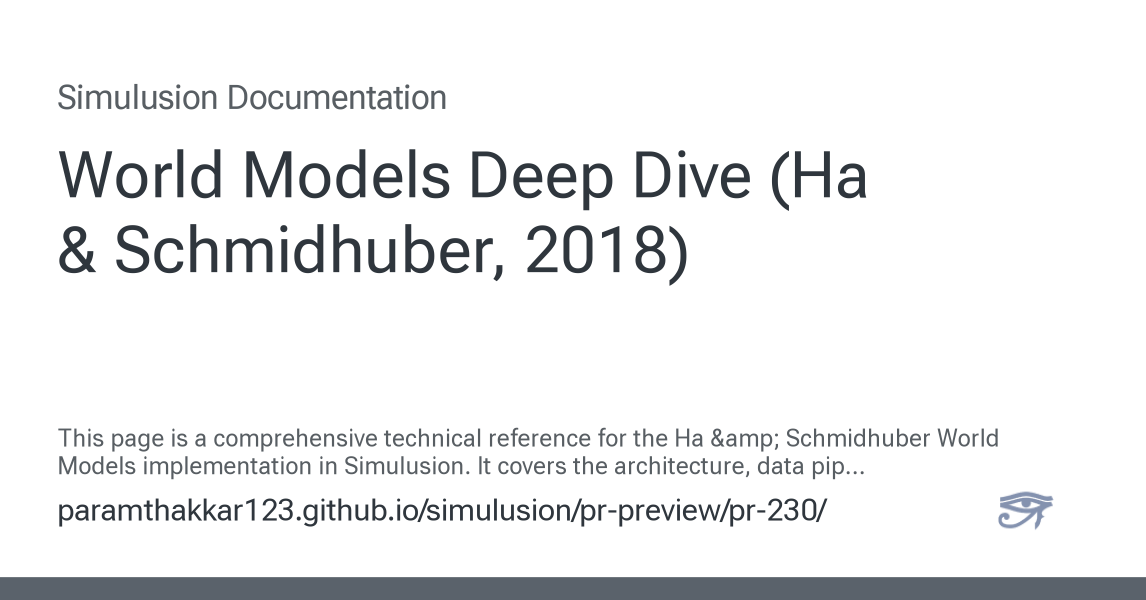 Simulusion Documentation
World Models Deep Dive (Ha
& Schmidhuber, 2018)
This page is a comprehensive technical reference for the Ha &amp; Schmidhuber World
Models implementation in Simulusion. It covers the architecture, data pip...
paramthakkar123.github.io/simulusion/pr-preview/pr-230/